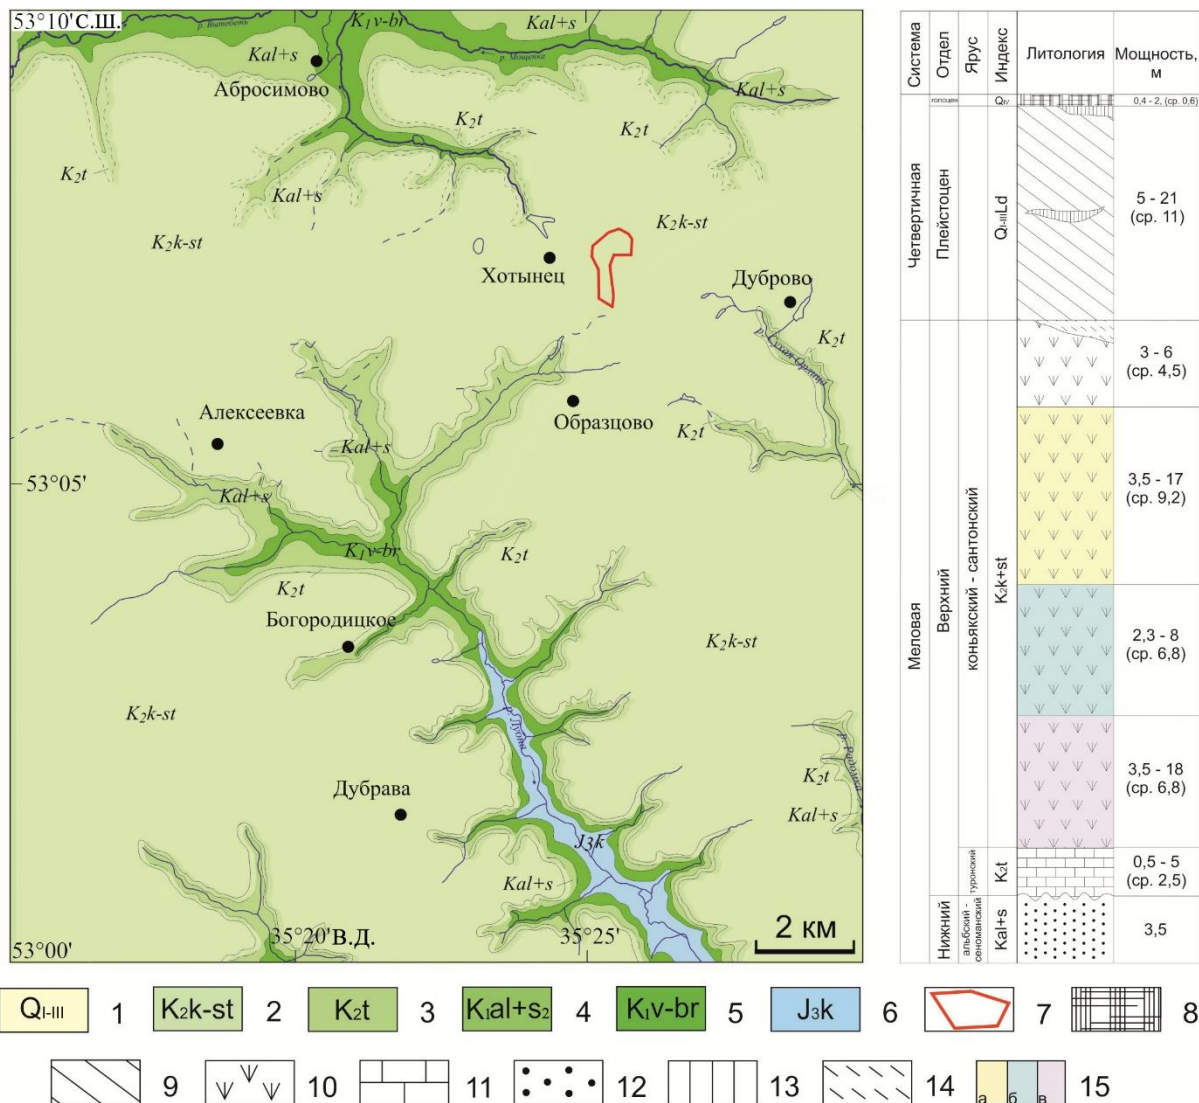 53°10' С.Ш.
р. Вытебеть
K₁v-br
Kal+s
Kal+s
р. Мощенка
Абросимово
Kal+s
K₂t
K₂t
K₂t
Kal+s
K₂k-st
K₂k-st
Хотынец
Дуброво
K₂t
р. Сухая Орлица
Алексеевка
Образцово
K₂t
Kal+s
53°05'
Kal+s
K₁v-br
K₂t
K₂t
Богородицкое
K₂k-st
K₂k-st
р. Лубна
Дубрава
р. Радомка
K₂t
Kal+s
J₃k
Kal+s
2 км
53°00'
35°20' В.Д.
35°25'
Система
Отдел
Ярус
Индекс
Литология
Мощность, м
голоцен
QIV
0,4 - 2, (ср. 0,6)
Четвертичная
Плейстоцен
QI-IIILd
5 - 21
(ср. 11)
Меловая
Верхний
коньякский - сантонский
K₂k+st
3 - 6
(ср. 4,5)
3,5 - 17
(ср. 9,2)
2,3 - 8
(ср. 6,8)
3,5 - 18
(ср. 6,8)
туронский
K₂t
0,5 - 5
(ср. 2,5)
Нижний
альбский - сеноманский
Kal+s
3,5
QI-III 1 K₂k-st 2 K₂t 3 K₁al+s₂ 4 K₁v-br 5 J₃k 6 7 8
9 10 11 12 13 14 а б в 15